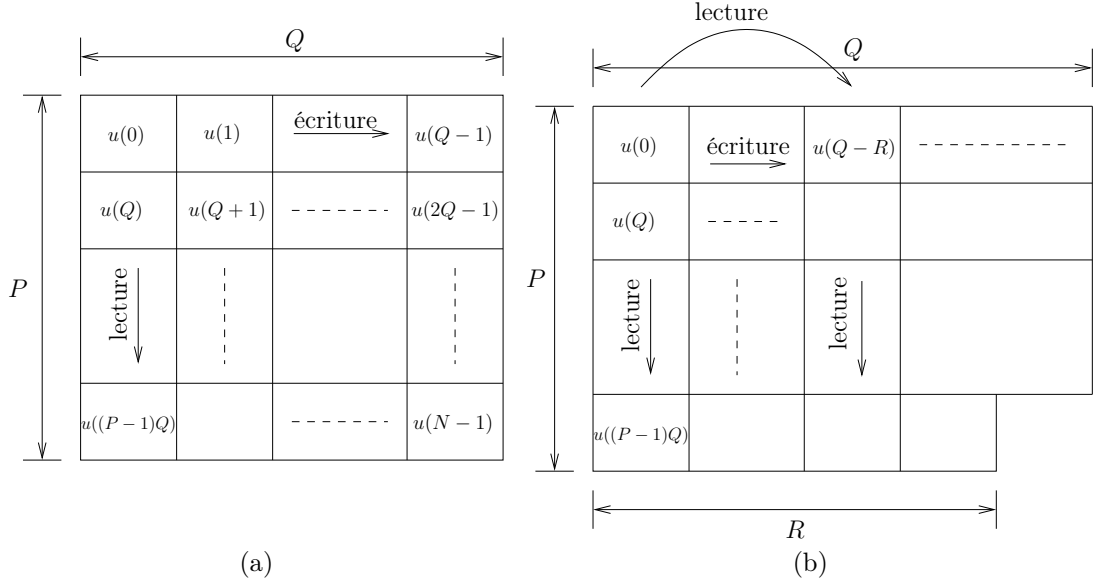 Q
u(0) u(1) écriture u(Q − 1)
u(Q) u(Q + 1) u(2Q − 1)
P
lecture
u((P − 1)Q) u(N − 1)
(a)
lecture
Q
u(0) écriture u(Q − R)
u(Q)
P
lecture lecture
u((P − 1)Q)
R
(b)